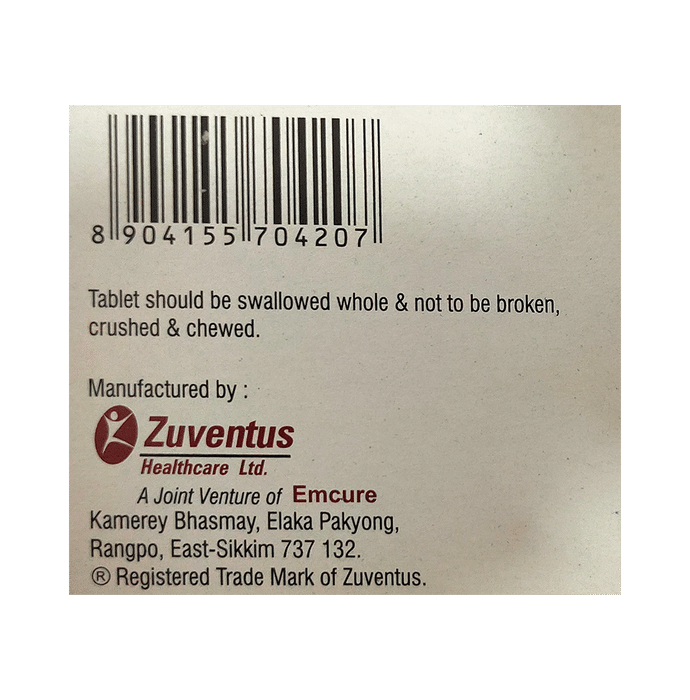 8 904155 704207
Tablet should be swallowed whole & not to be broken,
crushed & chewed.
Manufactured by :
Zuventus
Healthcare Ltd.
A Joint Venture of Emcure
Kamerey Bhasmay, Elaka Pakyong,
Rangpo, East-Sikkim 737 132.
® Registered Trade Mark of Zuventus.